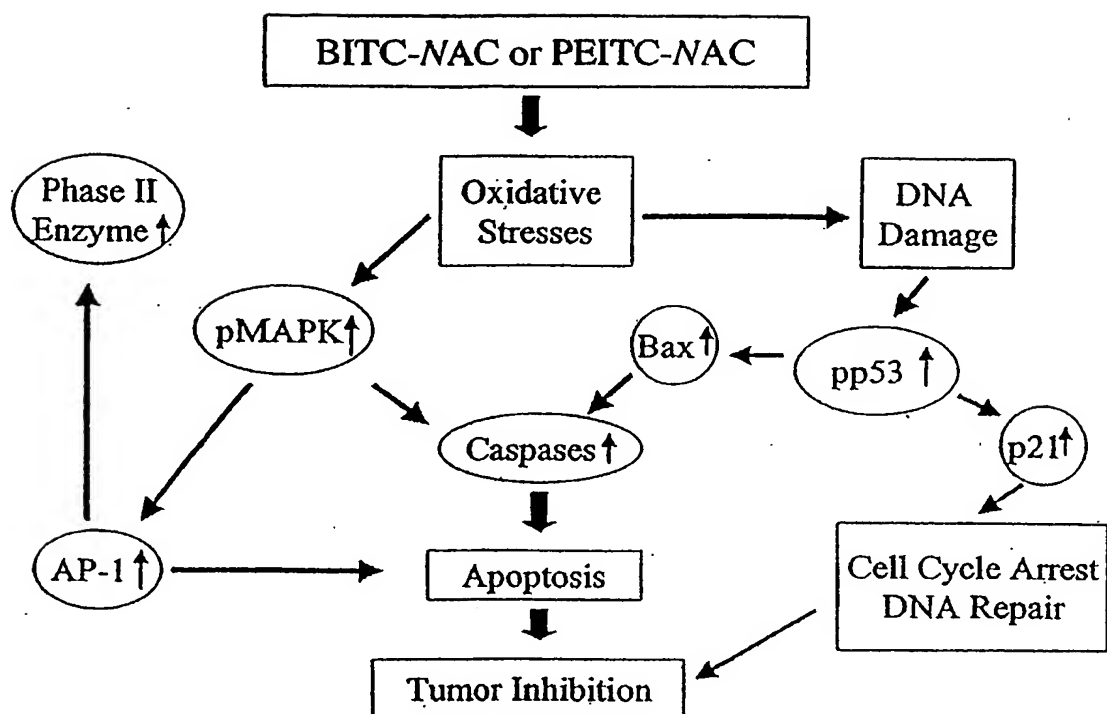 BITC-NAC or PEITC-NAC
Phase II
Enzyme↑
Oxidative
Stresses
DNA
Damage
pMAPK↑
Bax↑
pp53 ↑
Caspases↑
p21↑
AP-1↑
Apoptosis
Cell Cycle Arrest
DNA Repair
Tumor Inhibition